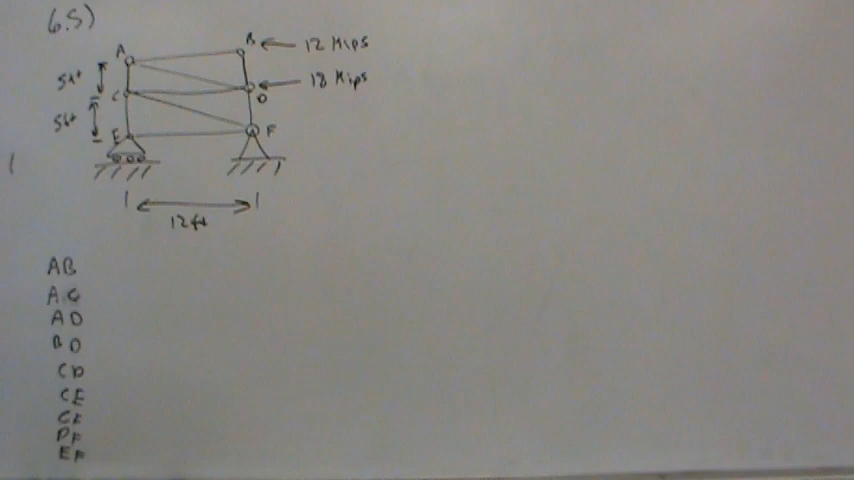 6.5)
B
12 Kips
A
5ft
18 Kips
C
D
5ft
E
F
12ft
AB
AC
AD
BD
CD
CE
CF
DF
EF